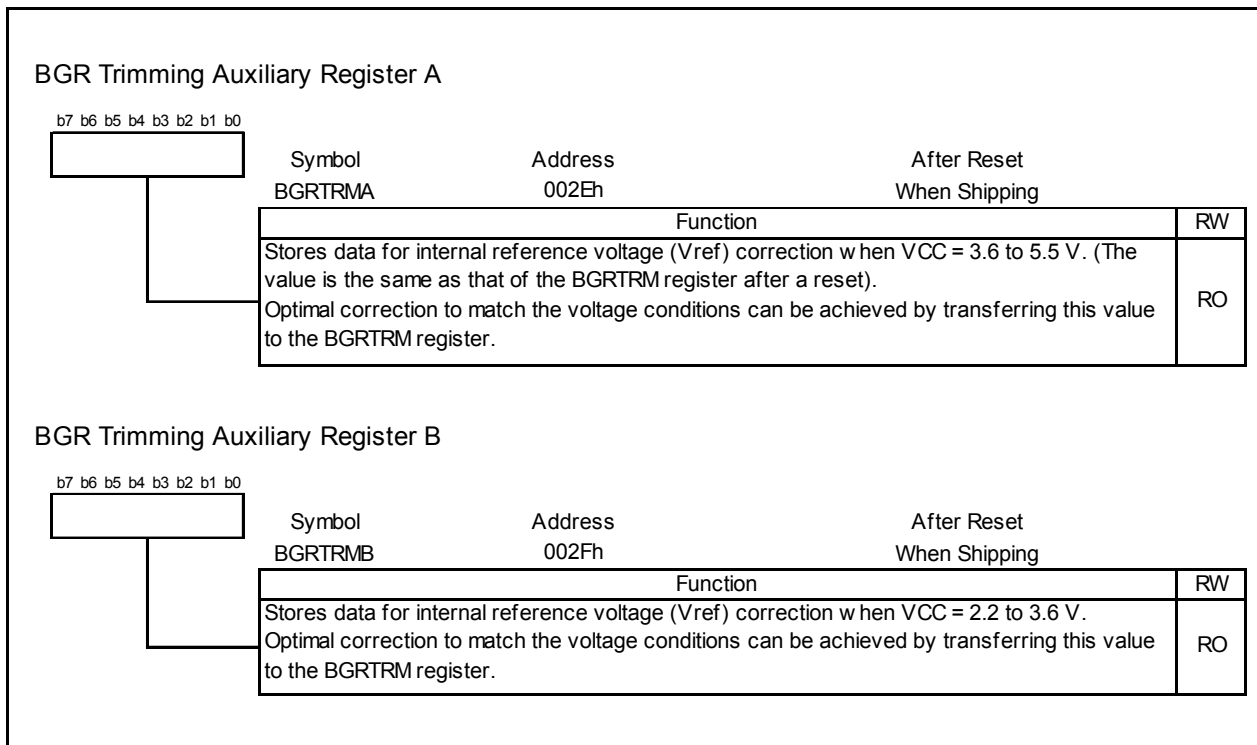 BGR Trimming Auxiliary Register A
b7 b6 b5 b4 b3 b2 b1 b0
Symbol Address After Reset
BGRTRMA 002Eh When Shipping
Function RW
Stores data for internal reference voltage (Vref) correction when VCC = 3.6 to 5.5 V. (The
value is the same as that of the BGRTRM register after a reset).
Optimal correction to match the voltage conditions can be achieved by transferring this value
to the BGRTRM register.
RO
BGR Trimming Auxiliary Register B
b7 b6 b5 b4 b3 b2 b1 b0
Symbol Address After Reset
BGRTRMB 002Fh When Shipping
Function RW
Stores data for internal reference voltage (Vref) correction when VCC = 2.2 to 3.6 V.
Optimal correction to match the voltage conditions can be achieved by transferring this value
to the BGRTRM register.
RO